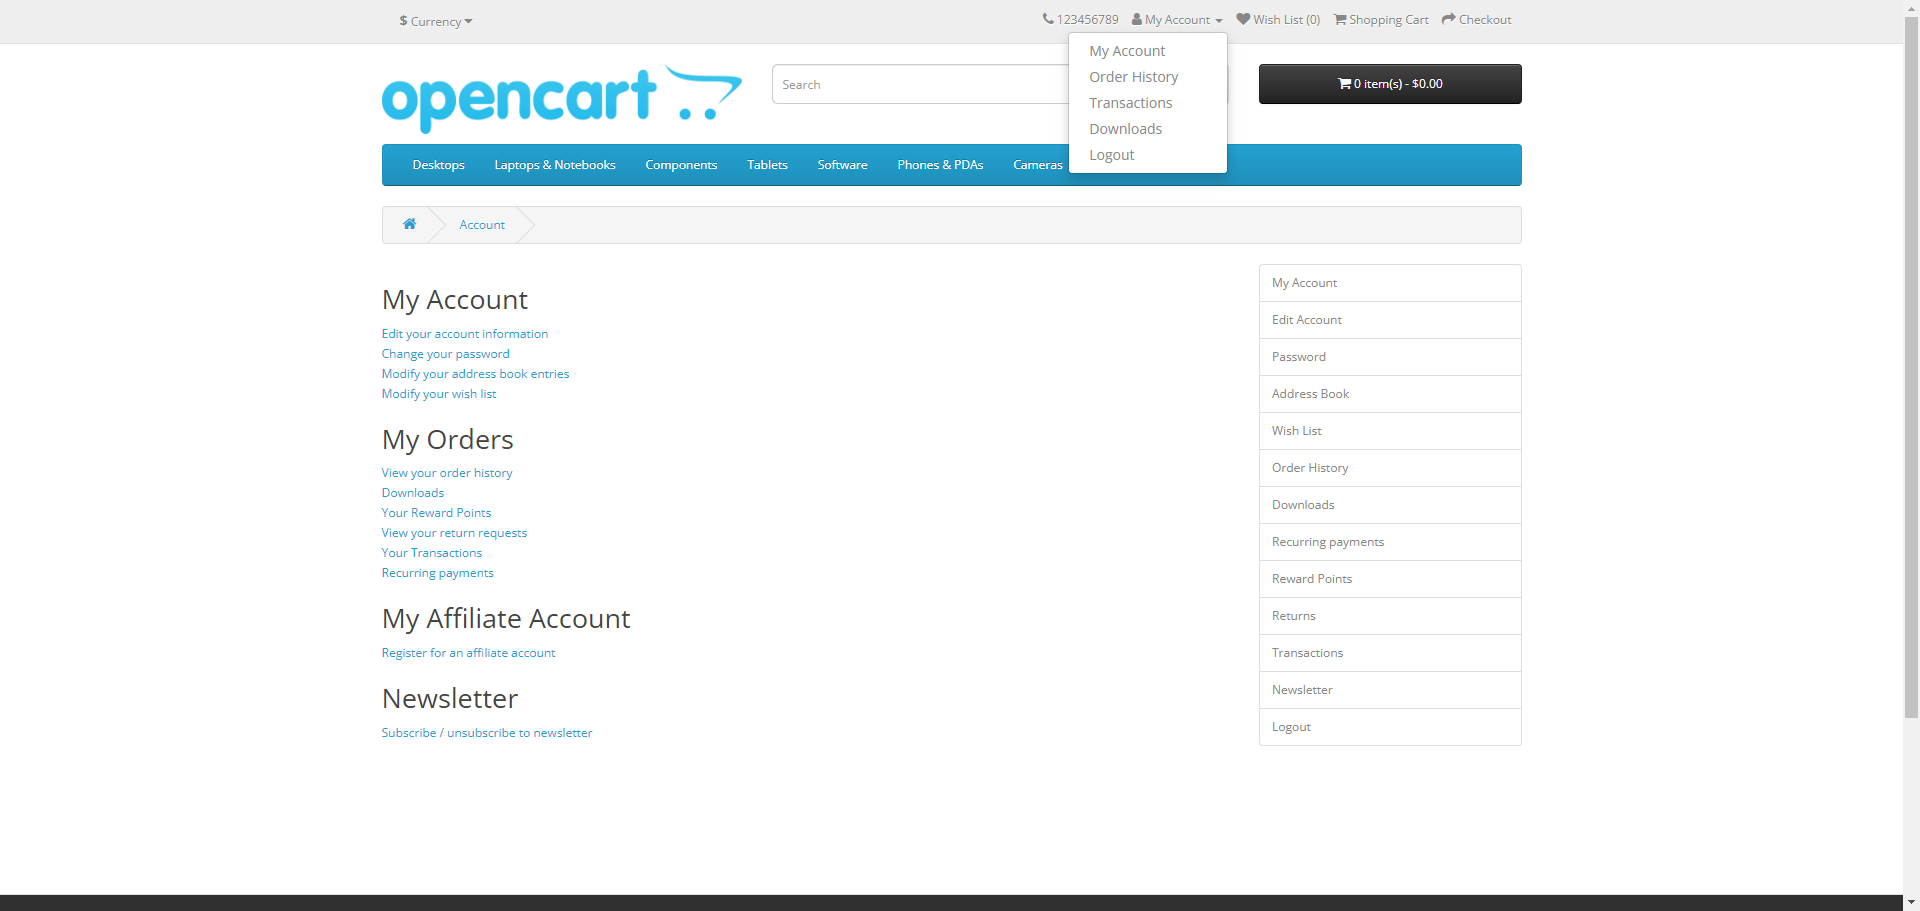 $ Currency
123456789 My Account Wish List (0) Shopping Cart Checkout
My Account
Order History
Transactions
Downloads
Logout
opencart
Search
0 item(s) - $0.00
Desktops Laptops & Notebooks Components Tablets Software Phones & PDAs Cameras
Account
My Account
Edit your account information
Change your password
Modify your address book entries
Modify your wish list
My Orders
View your order history
Downloads
Your Reward Points
View your return requests
Your Transactions
Recurring payments
My Affiliate Account
Register for an affiliate account
Newsletter
Subscribe / unsubscribe to newsletter
My Account
Edit Account
Password
Address Book
Wish List
Order History
Downloads
Recurring payments
Reward Points
Returns
Transactions
Newsletter
Logout